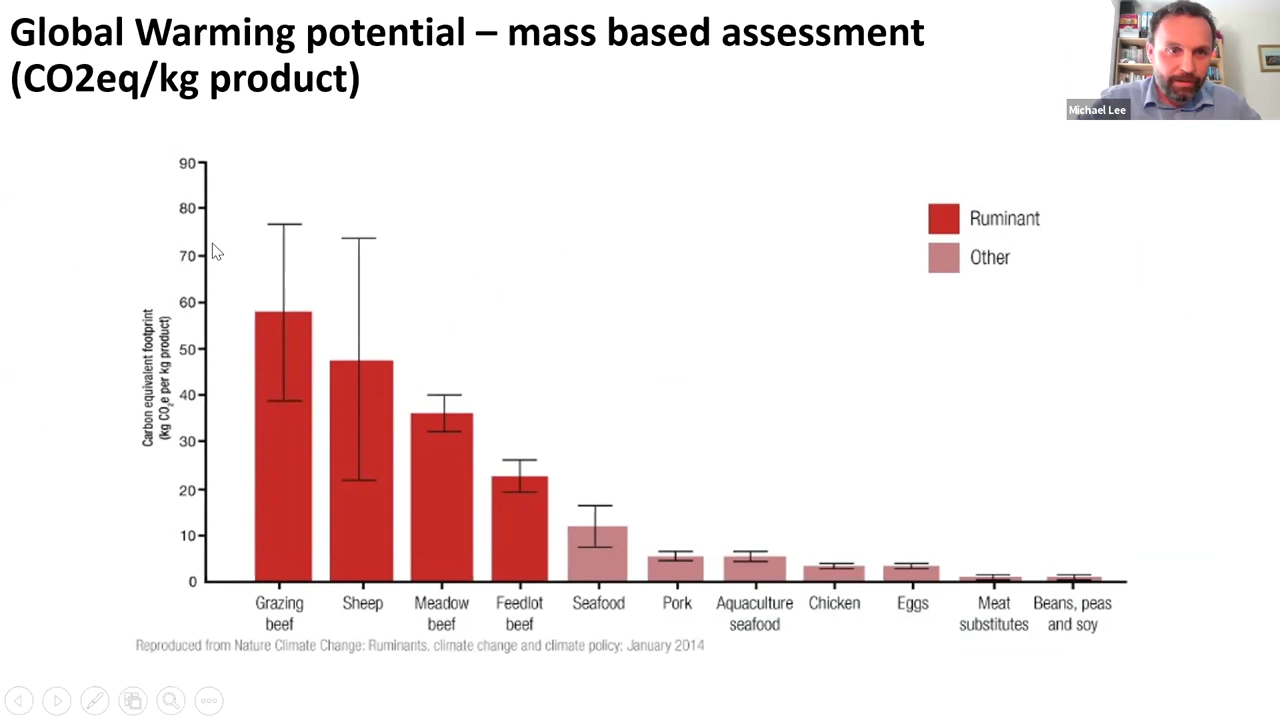 Global Warming potential – mass based assessment
(CO2eq/kg product)
Michael Lee
90
80
70
60
50
40
30
20
10
0
Carbon equivalent footprint
(kg CO₂e per kg product)
Ruminant
Other
Grazing
beef
Sheep
Meadow
beef
Feedlot
beef
Seafood
Pork
Aquaculture
seafood
Chicken
Eggs
Meat
substitutes
Beans, peas
and soy
Reproduced from Nature Climate Change: Ruminants, climate change and climate policy; January 2014